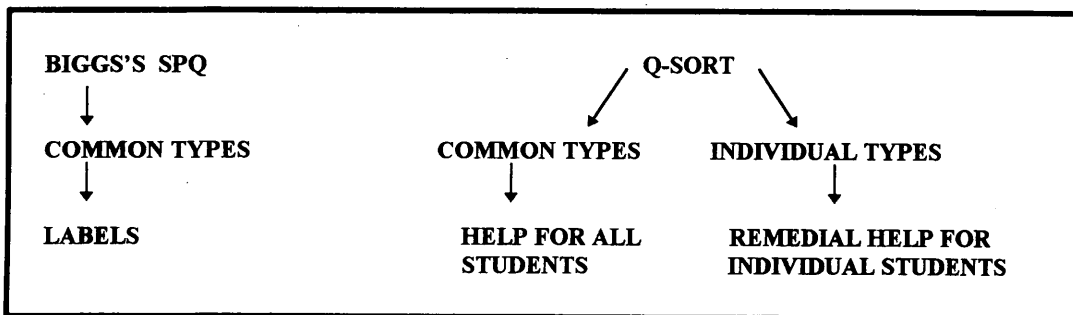 BIGGS'S SPQ
Q-SORT
COMMON TYPES
COMMON TYPES
INDIVIDUAL TYPES
LABELS
HELP FOR ALL
STUDENTS
REMEDIAL HELP FOR
INDIVIDUAL STUDENTS